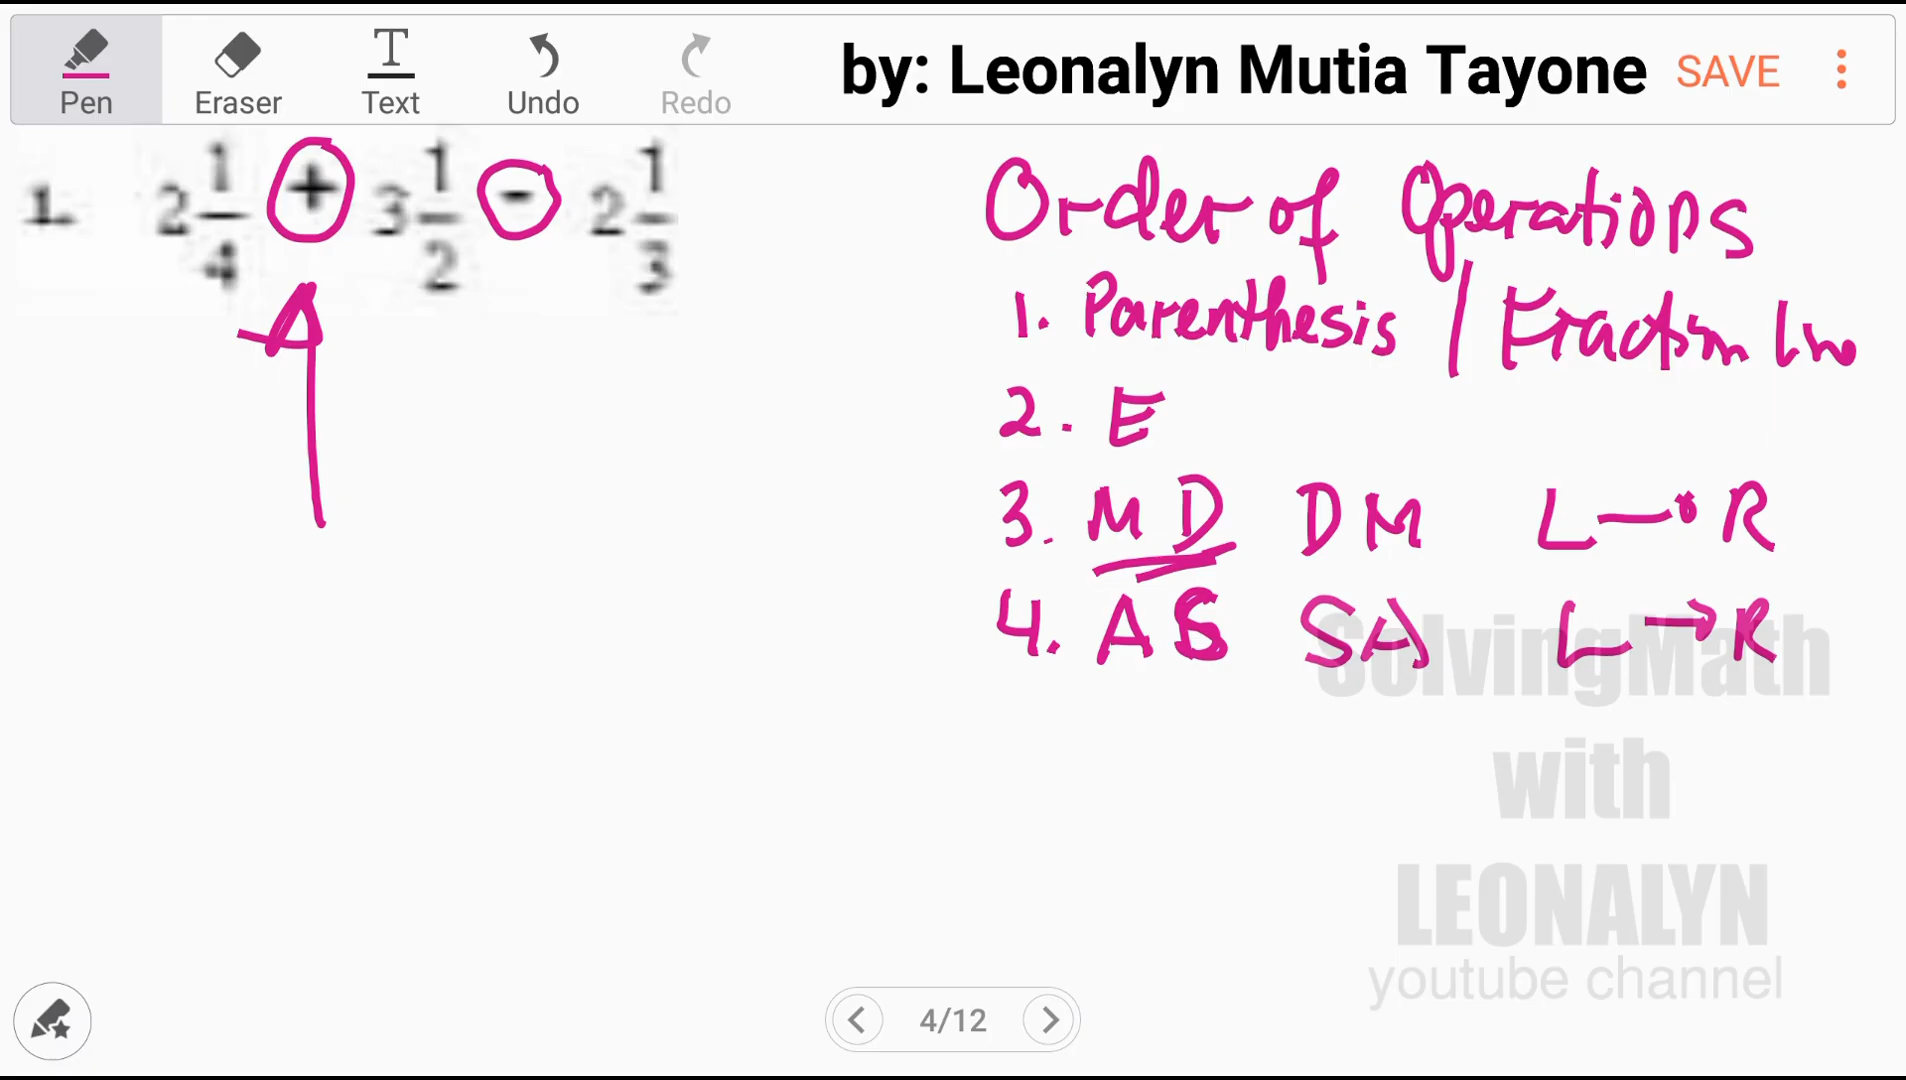 Pen Eraser Text Undo Redo by: Leonalyn Mutia Tayone SAVE
1. 2 1/4 + 3 1/2 - 2 1/3
Order of Operations
1. Parenthesis / Fraction Line
2. E
3. MD DM L→R
4. AS SA L→R
SolvingMath
with
LEONALYN
youtube channel
4/12